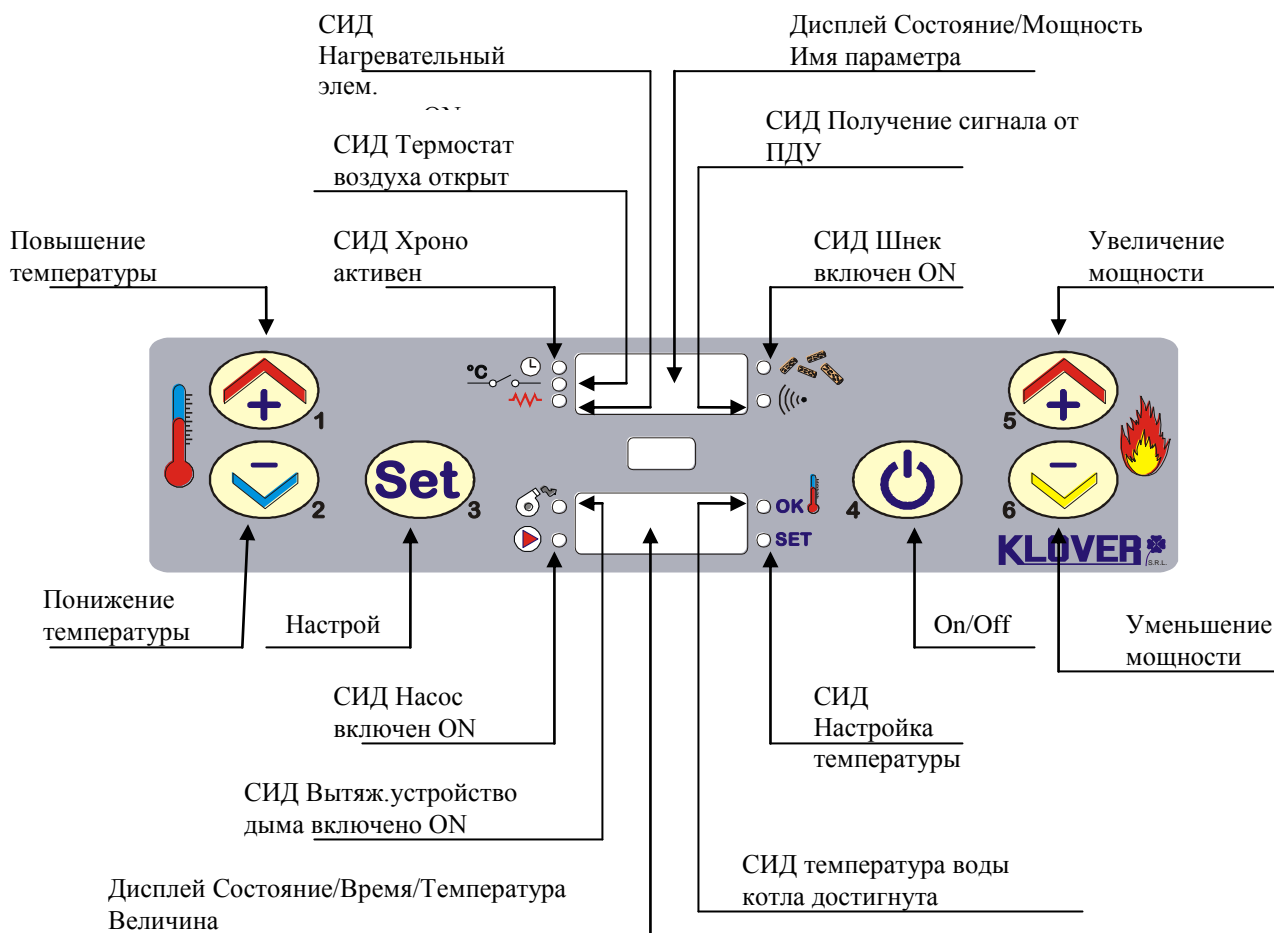 СИД
Нагревательный
элем.
Дисплей Состояние/Мощность
Имя параметра
СИД Получение сигнала от
ПДУ
СИД Термостат
воздуха открыт
Повышение
температуры
СИД Хроно
активен
СИД Шнек
включен ON
Увеличение
мощности
°C
+
1
+
5
−
2
Set
3
OK
SET
4
−
6
KLOVER
S.R.L.
Понижение
температуры
Настрой
On/Off
Уменьшение
мощности
СИД Насос
включен ON
СИД
Настройка
температуры
СИД Вытяж.устройство
дыма включено ON
СИД температура воды
котла достигнута
Дисплей Состояние/Время/Температура
Величина